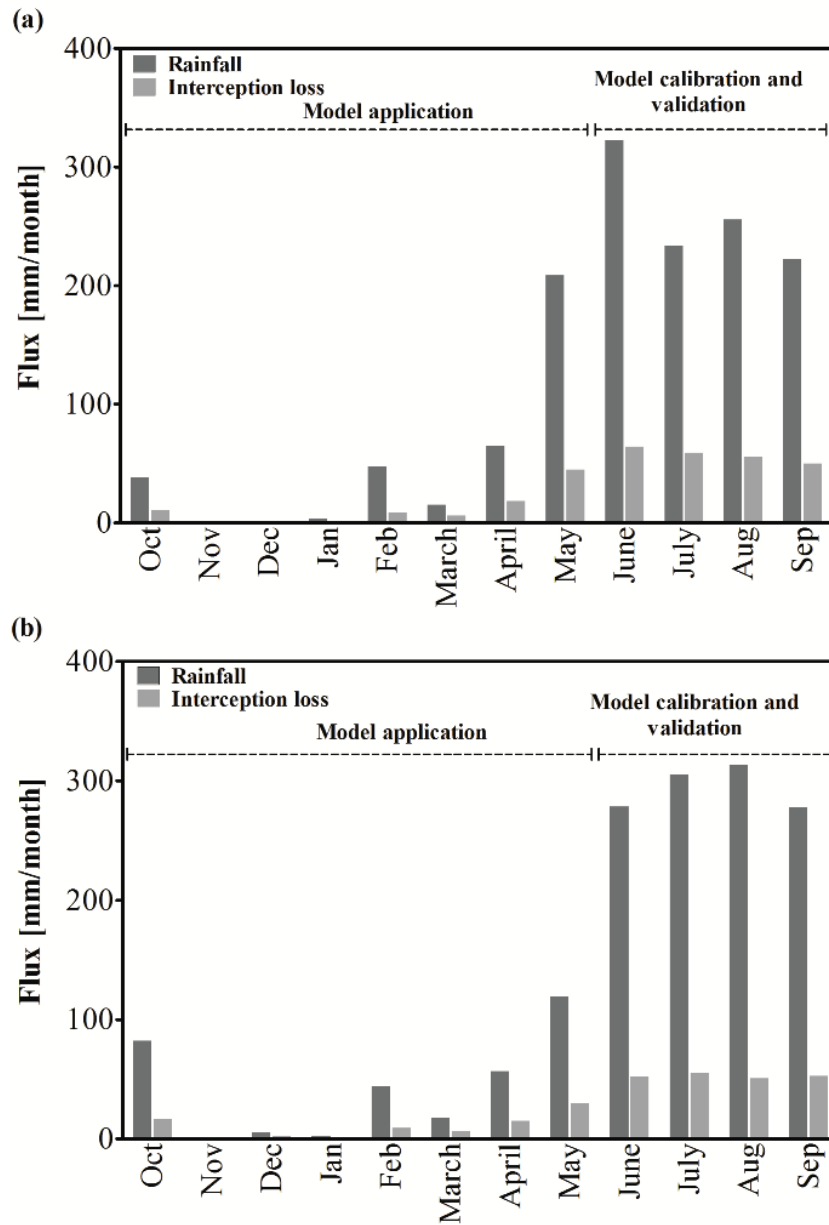 (a)
400
Rainfall
Interception loss
Model application
Model calibration and
validation
300
200
100
0
Flux [mm/month]
Oct
Nov
Dec
Jan
Feb
March
April
May
June
July
Aug
Sep
(b)
400
Rainfall
Interception loss
Model application
Model calibration and
validation
300
200
100
0
Flux [mm/month]
Oct
Nov
Dec
Jan
Feb
March
April
May
June
July
Aug
Sep